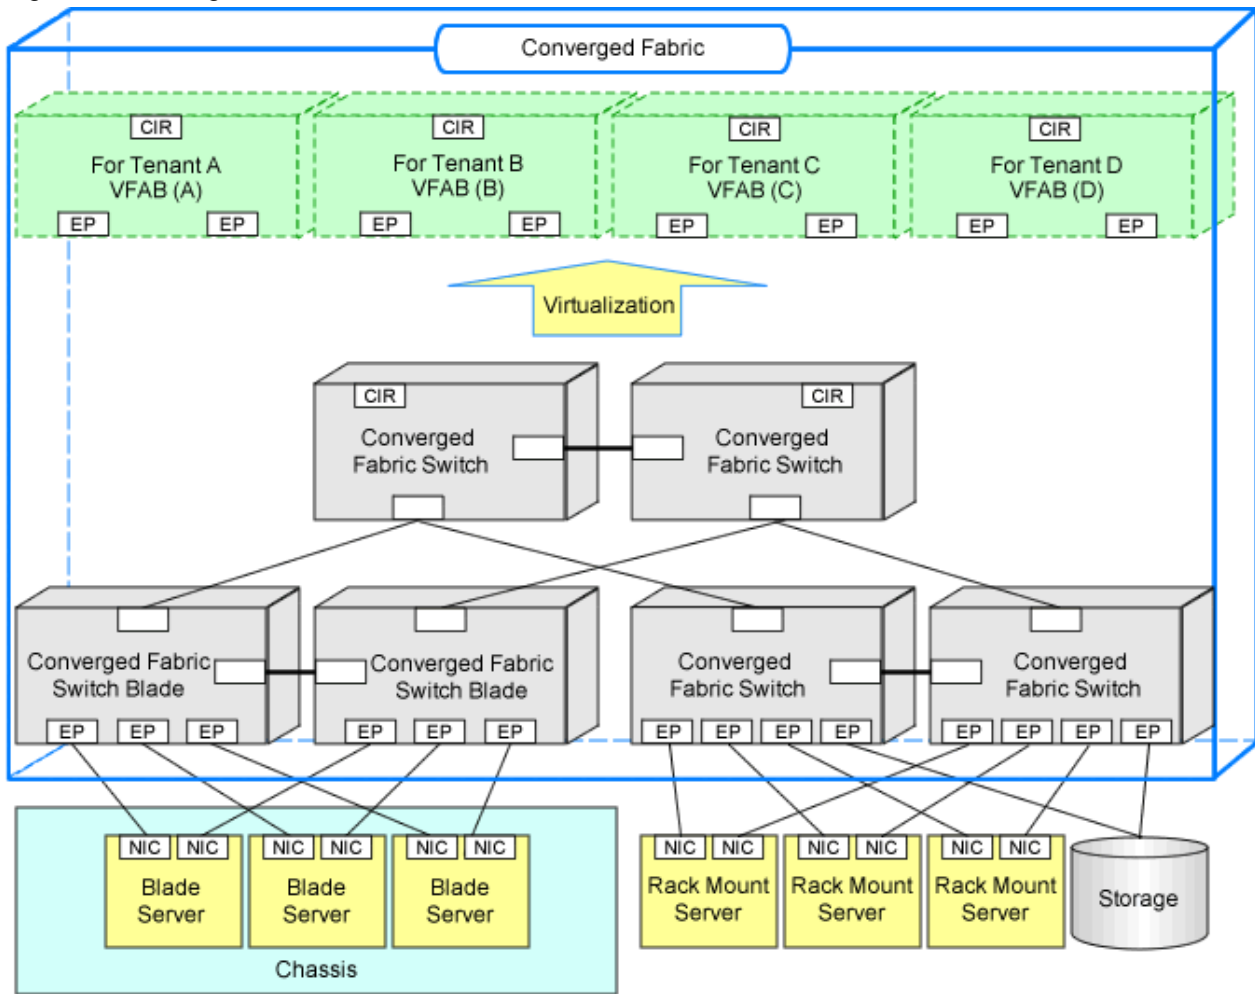 Converged Fabric
CIR
CIR
CIR
CIR
For Tenant A
VFAB (A)
For Tenant B
VFAB (B)
For Tenant C
VFAB (C)
For Tenant D
VFAB (D)
EP
EP
EP
EP
EP
EP
EP
EP
Virtualization
CIR
CIR
Converged
Fabric Switch
Converged
Fabric Switch
Converged Fabric
Switch Blade
Converged Fabric
Switch Blade
Converged
Fabric Switch
Converged
Fabric Switch
EP
EP
EP
EP
EP
EP
EP
EP
EP
EP
EP
EP
EP
EP
NIC
NIC
NIC
NIC
NIC
NIC
NIC
NIC
NIC
NIC
NIC
NIC
Blade
Server
Blade
Server
Blade
Server
Rack Mount
Server
Rack Mount
Server
Rack Mount
Server
Storage
Chassis